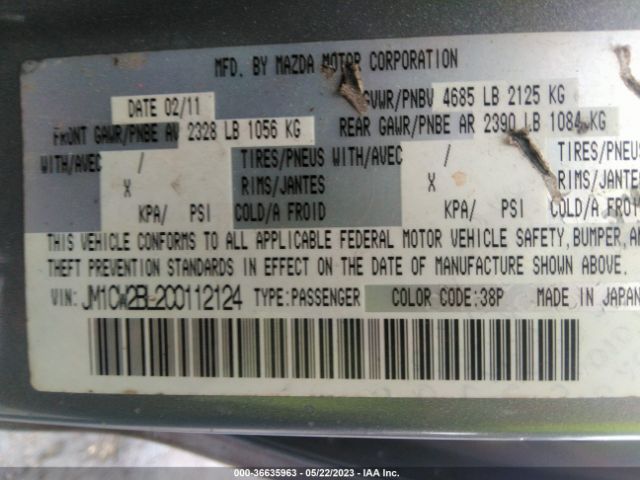 MFD. BY MAZDA MOTOR CORPORATION
DATE 02/11 GVWR/PNBV 4685 LB 2125 KG
FRONT GAWR/PNBE AV 2328 LB 1056 KG REAR GAWR/PNBE AR 2390 LB 1084 KG
WITH/AVEC / TIRES/PNEUS WITH/AVEC / TIRES/PNEUS
X RIMS/JANTES X RIMS/JANTES
KPA/ PSI COLD/A FROID KPA/ PSI COLD/A FROID
THIS VEHICLE CONFORMS TO ALL APPLICABLE FEDERAL MOTOR VEHICLE SAFETY, BUMPER, AN
THEFT PREVENTION STANDARDS IN EFFECT ON THE DATE OF MANUFACTURE SHOWN ABOVE.
VIN: JM1CW2BL2C0112124 TYPE:PASSENGER COLOR CODE:38P MADE IN JAPAN
000-36635963 - 05/22/2023 - IAA Inc.